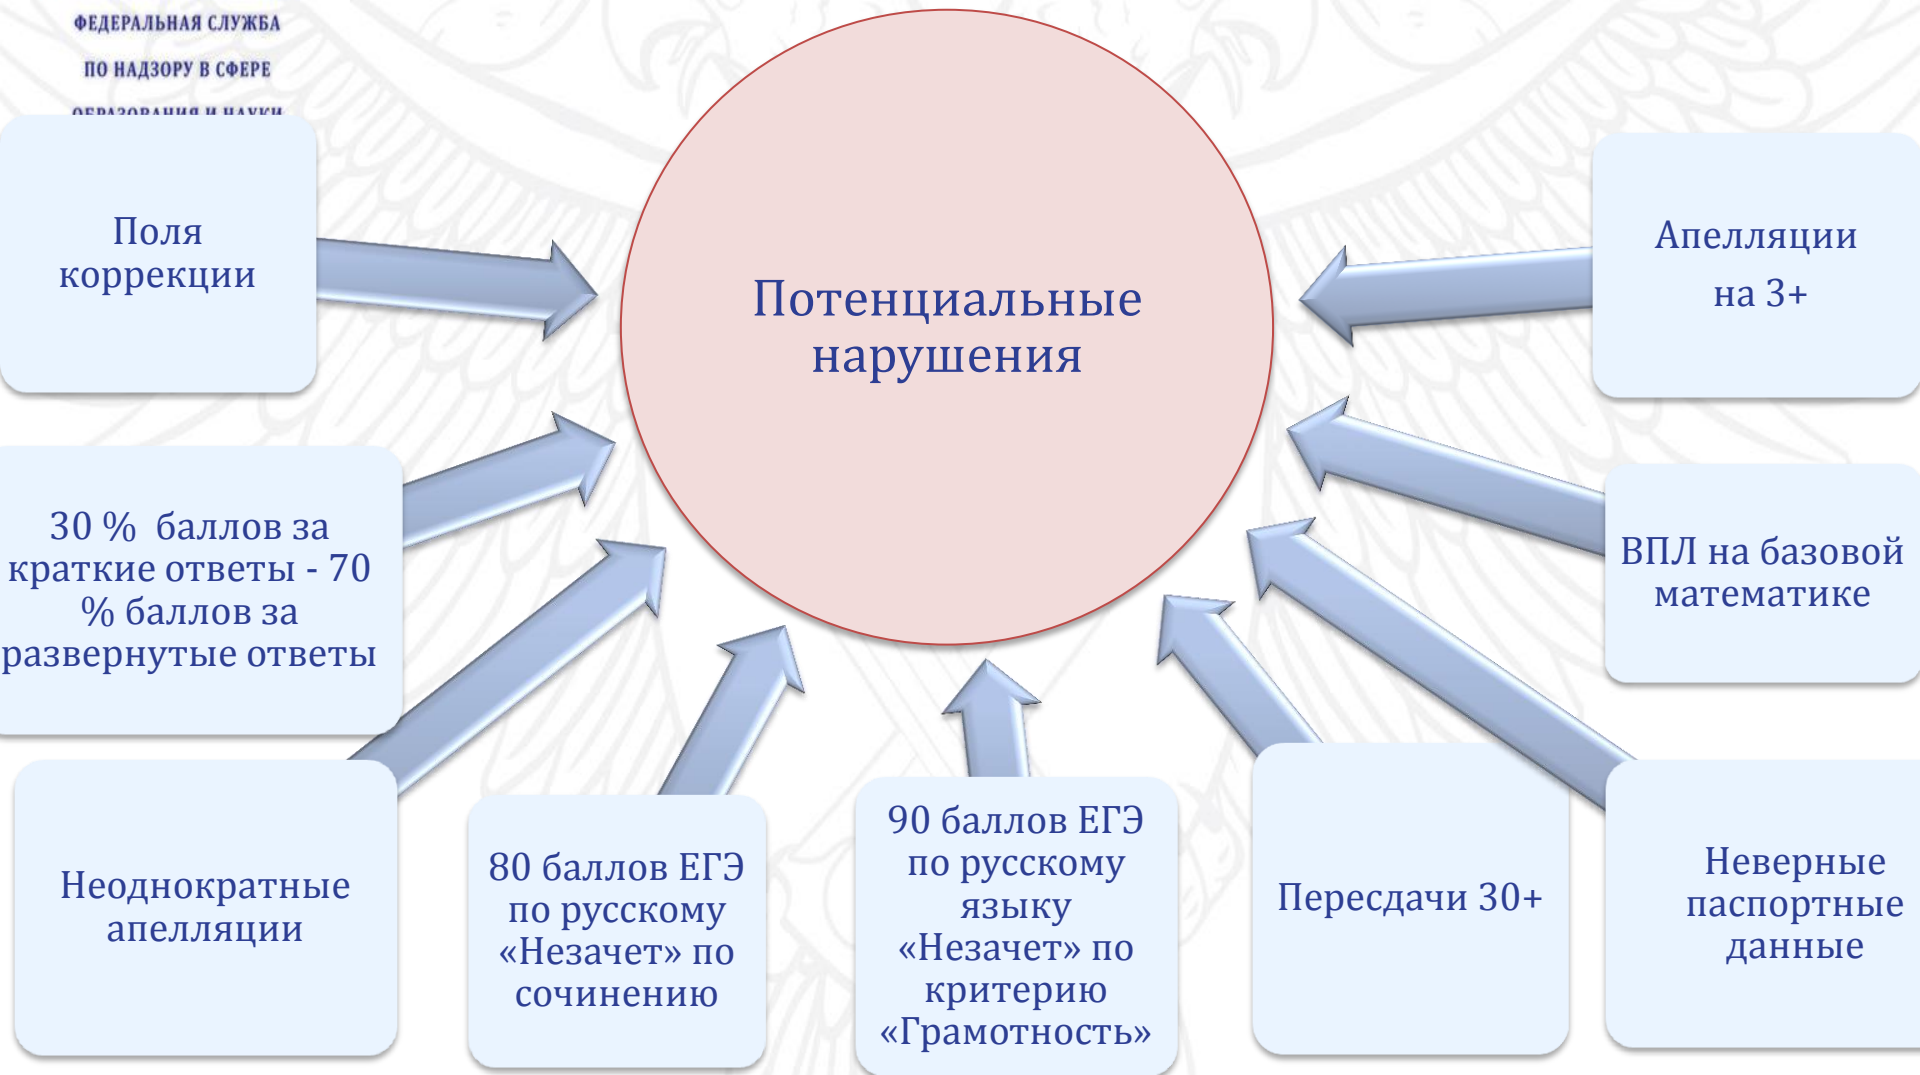 ФЕДЕРАЛЬНАЯ СЛУЖБА
ПО НАДЗОРУ В СФЕРЕ
ОБРАЗОВАНИЯ И НАУКИ
Поля
коррекции
Потенциальные
нарушения
Апелляции
на 3+
30 % баллов за
краткие ответы - 70
% баллов за
развернутые ответы
ВПЛ на базовой
математике
Неоднократные
апелляции
80 баллов ЕГЭ
по русскому
«Незачет» по
сочинению
90 баллов ЕГЭ
по русскому
языку
«Незачет» по
критерию
«Грамотность»
Пересдачи 30+
Неверные
паспортные
данные